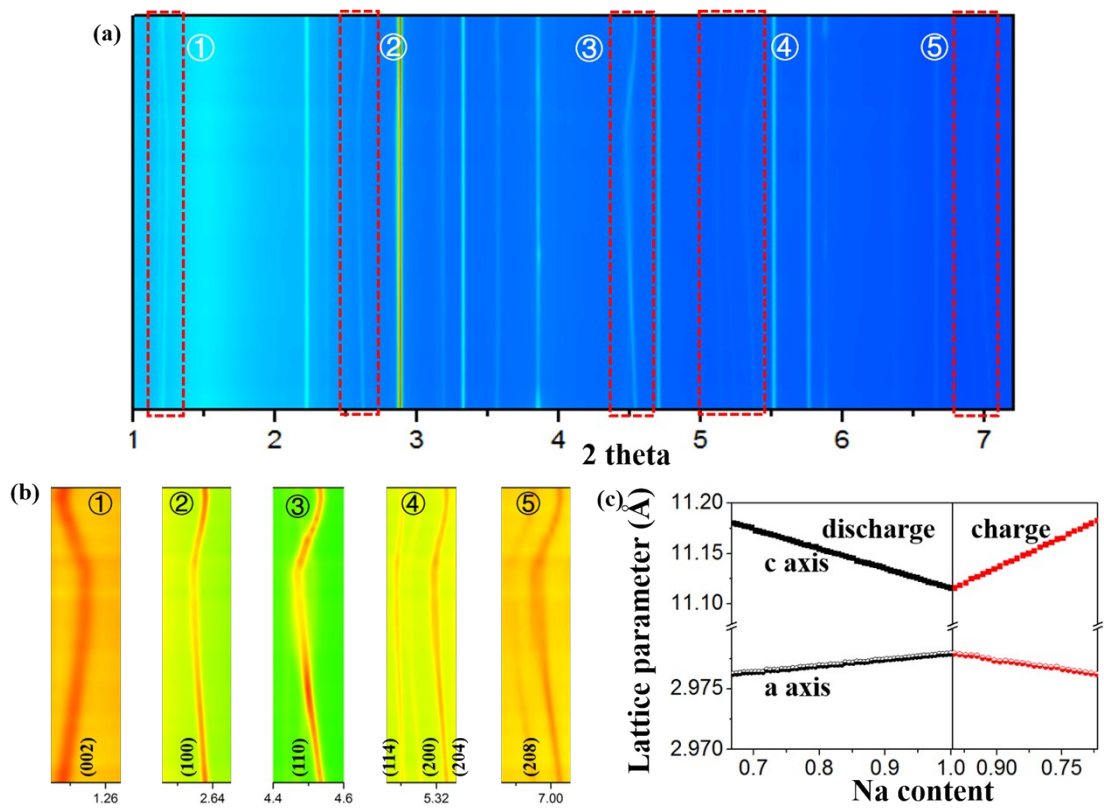 (a)
① ② ③ ④ ⑤
1 2 3 4 5 6 7
2 theta
(b)
① ② ③ ④ ⑤
(002) (100) (110) (114) (200) (204) (208)
1.26 2.64 4.4 4.6 5.32 7.00
(c)
Lattice parameter (Å)
11.20
11.15
11.10
2.975
2.970
discharge charge
c axis
a axis
0.7 0.8 0.9 1.0 0.90 0.75
Na content